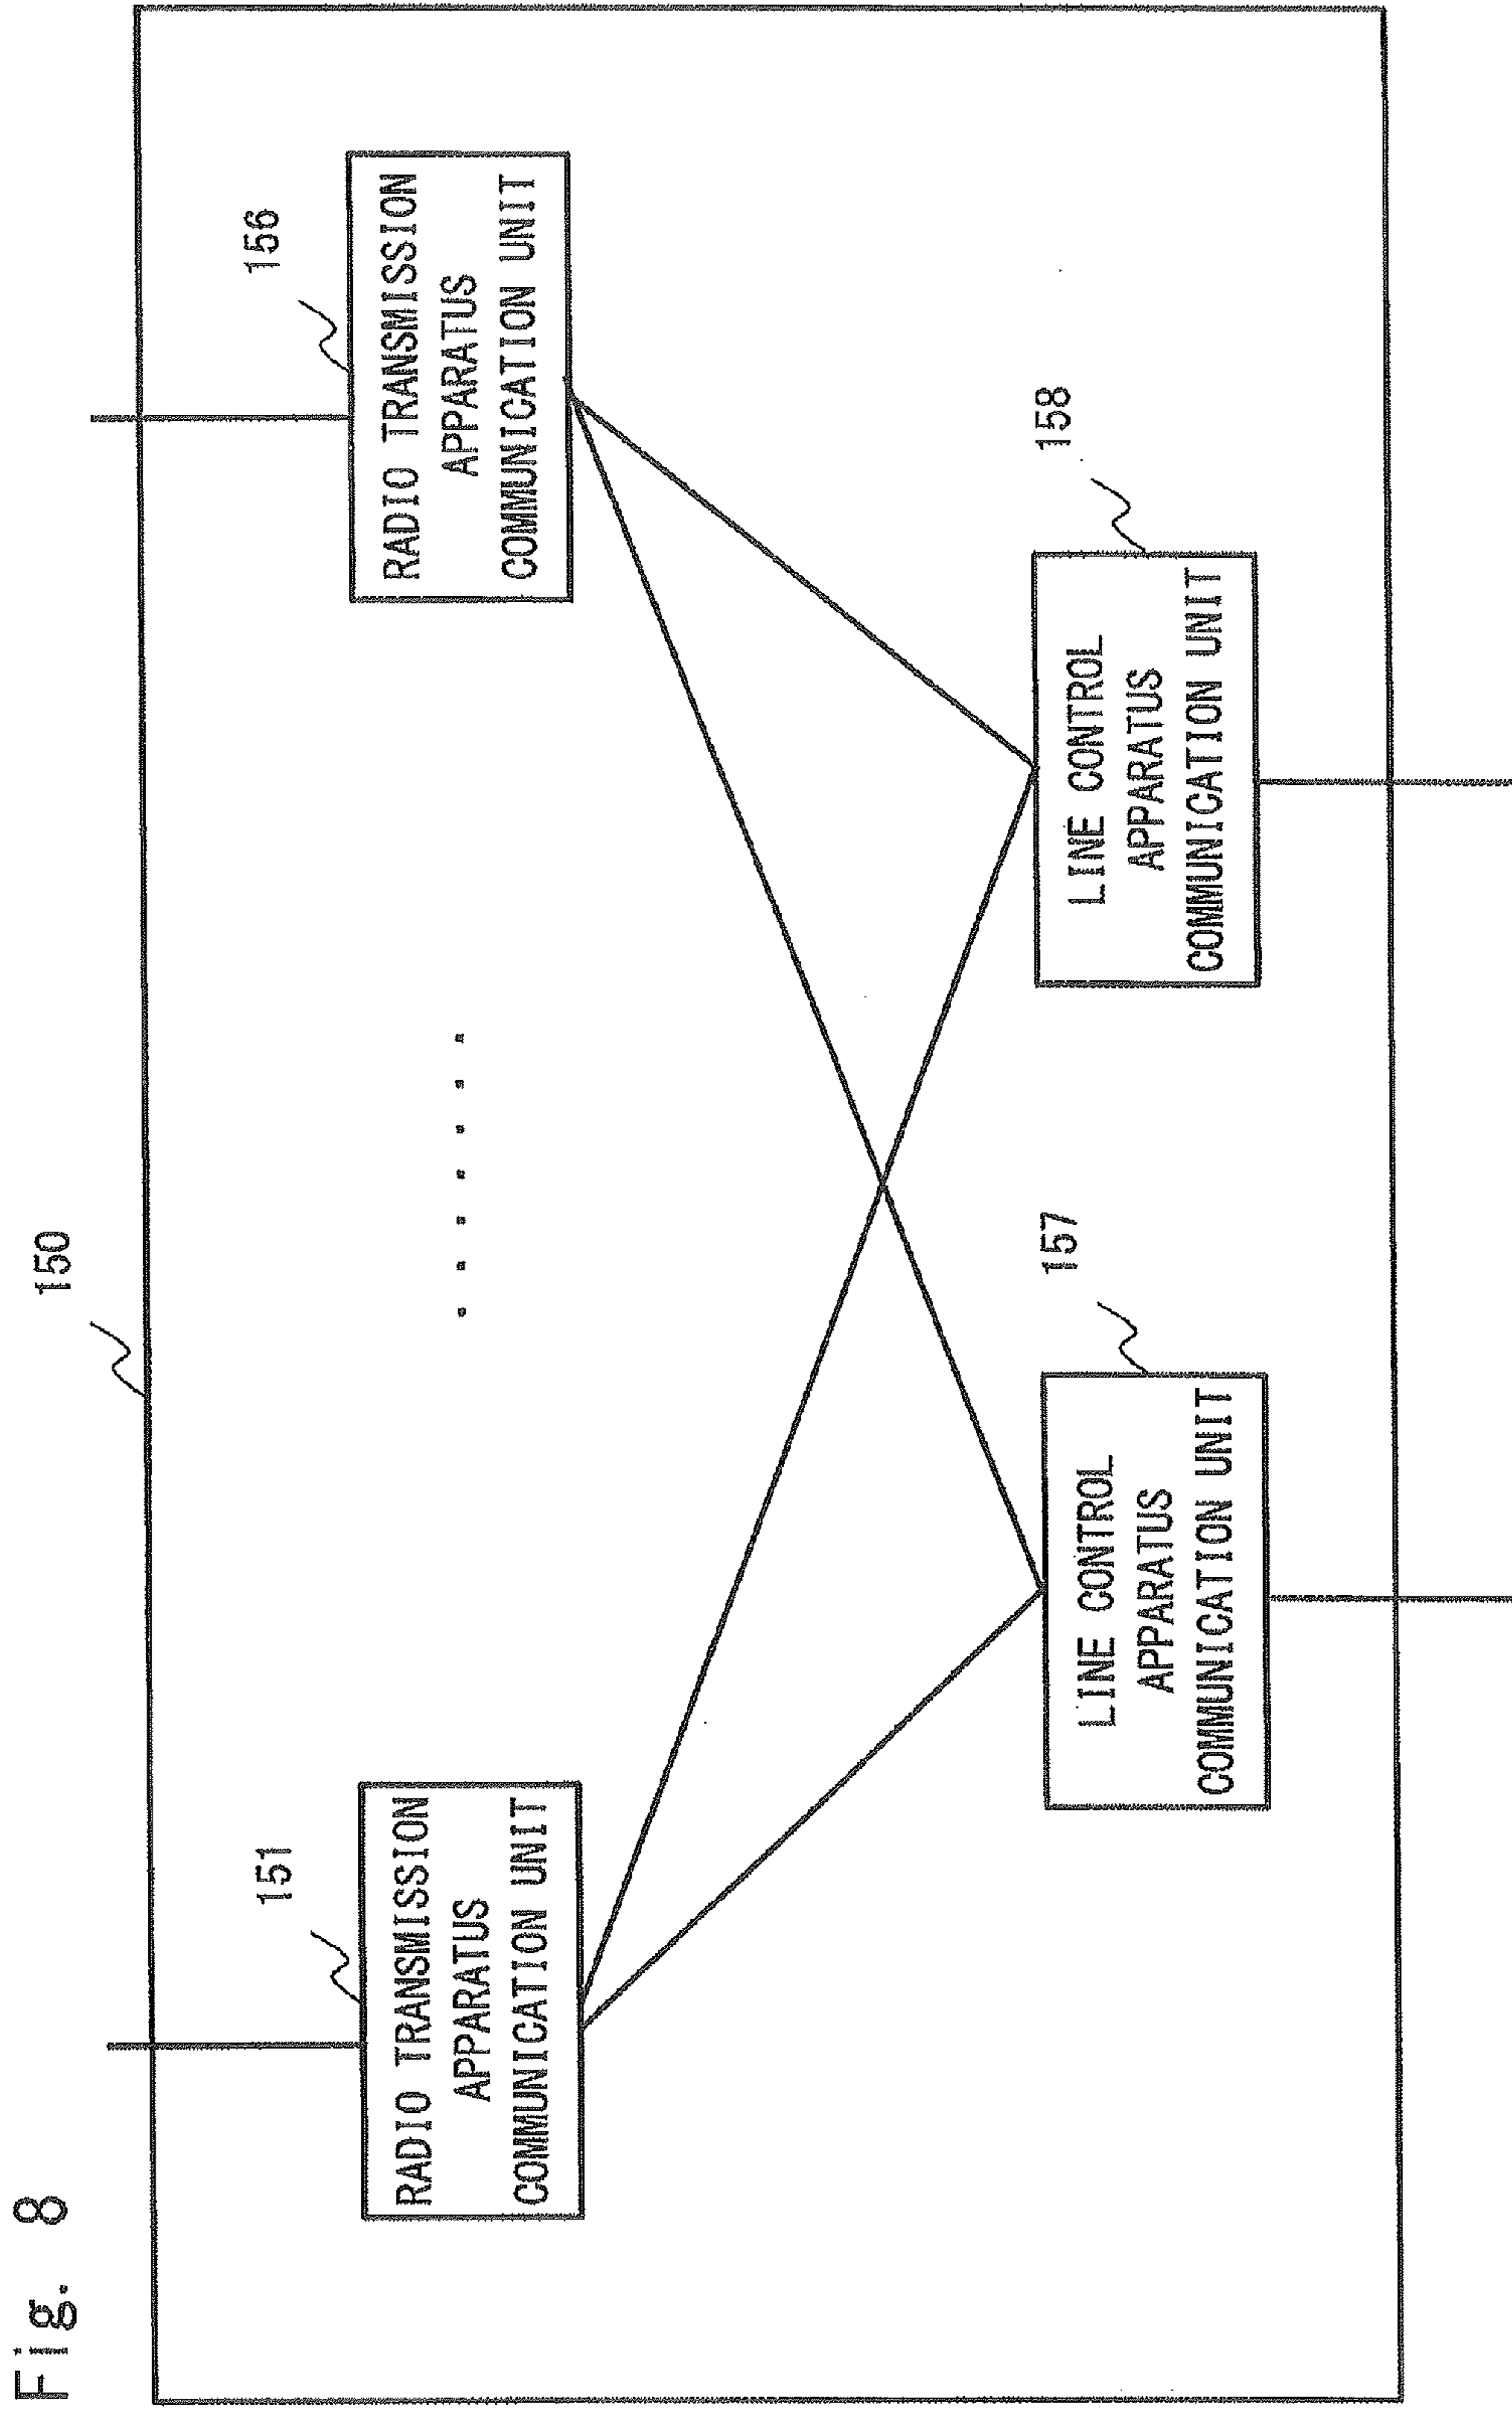 Fig. 8
150
151
RADIO TRANSMISSION
APPARATUS
COMMUNICATION UNIT
156
RADIO TRANSMISSION
APPARATUS
COMMUNICATION UNIT
157
LINE CONTROL
APPARATUS
COMMUNICATION UNIT
158
LINE CONTROL
APPARATUS
COMMUNICATION UNIT